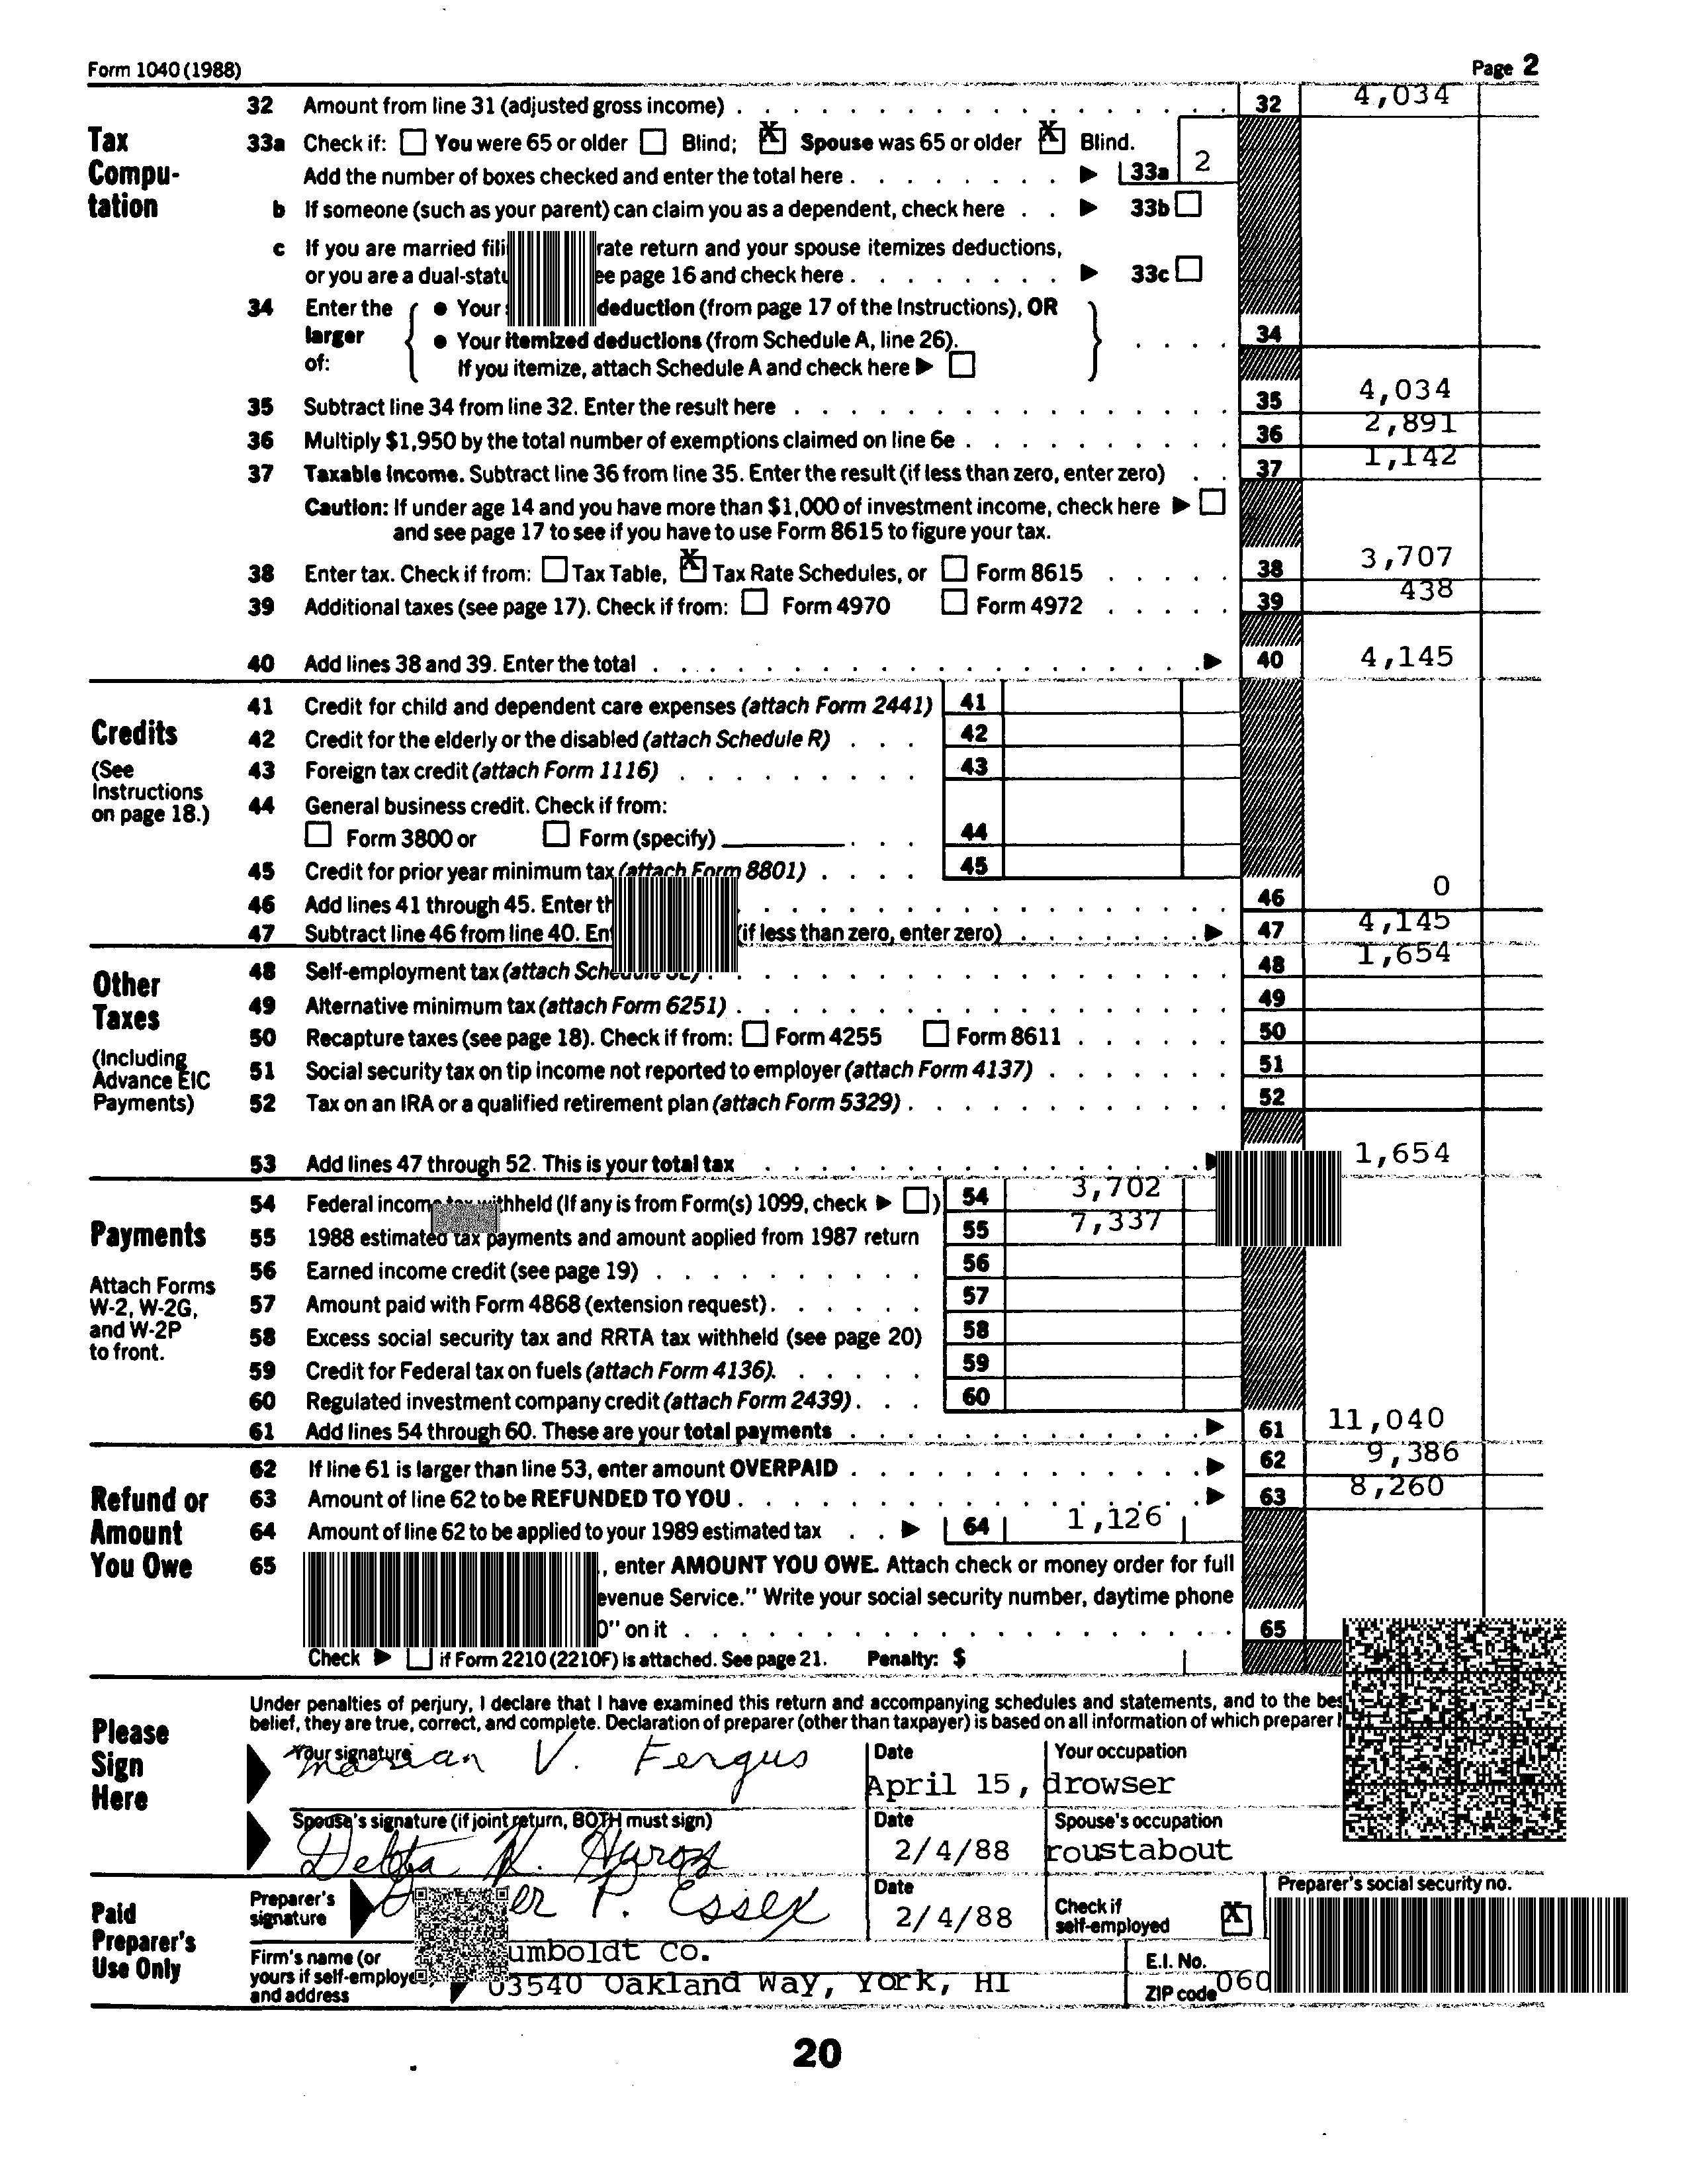 Form 1040 (1988) Page 2
Tax Compu-tation
32 Amount from line 31 (adjusted gross income) 32 4,034
33a Check if: You were 65 or older Blind; X Spouse was 65 or older X Blind.
Add the number of boxes checked and enter the total here 33a 2
b If someone (such as your parent) can claim you as a dependent, check here 33b
c If you are married rate return and your spouse itemizes deductions,
or you are a page 16 and check here 33c
34 Enter the larger of: • Your deduction (from page 17 of the Instructions), OR
• Your itemized deductions (from Schedule A, line 26). 34
If you itemize, attach Schedule A and check here
35 Subtract line 34 from line 32. Enter the result here 35 4,034
36 Multiply $1,950 by the total number of exemptions claimed on line 6e 36 2,891
37 Taxable income. Subtract line 36 from line 35. Enter the result (if less than zero, enter zero) 37 1,142
Caution: If under age 14 and you have more than $1,000 of investment income, check here
and see page 17 to see if you have to use Form 8615 to figure your tax.
38 Enter tax. Check if from: Tax Table, X Tax Rate Schedules, or Form 8615 38 3,707
39 Additional taxes (see page 17). Check if from: Form 4970 Form 4972 39 438
40 Add lines 38 and 39. Enter the total 40 4,145
Credits
(See Instructions on page 18.)
41 Credit for child and dependent care expenses (attach Form 2441) 41
42 Credit for the elderly or the disabled (attach Schedule R) 42
43 Foreign tax credit (attach Form 1116) 43
44 General business credit. Check if from:
Form 3800 or Form (specify) 44
45 Credit for prior year minimum tax (attach Form 8801) 45
46 Add lines 41 through 45. Enter 46 0
47 Subtract line 46 from line 40. (if less than zero, enter zero) 47 4,145
Other Taxes
(Including Advance EIC Payments)
48 Self-employment tax (attach 48 1,654
49 Alternative minimum tax (attach Form 6251) 49
50 Recapture taxes (see page 18). Check if from: Form 4255 Form 8611 50
51 Social security tax on tip income not reported to employer (attach Form 4137) 51
52 Tax on an IRA or a qualified retirement plan (attach Form 5329) 52
53 Add lines 47 through 52. This is your total tax 1,654
Payments
Attach Forms W-2, W-2G, and W-2P to front.
54 Federal income tax withheld (If any is from Form(s) 1099, check ) 54 3,702
55 1988 estimated tax payments and amount applied from 1987 return 55 7,337
56 Earned income credit (see page 19) 56
57 Amount paid with Form 4868 (extension request) 57
58 Excess social security tax and RRTA tax withheld (see page 20) 58
59 Credit for Federal tax on fuels (attach Form 4136) 59
60 Regulated investment company credit (attach Form 2439) 60
61 Add lines 54 through 60. These are your total payments 61 11,040
Refund or Amount You Owe
62 If line 61 is larger than line 53, enter amount OVERPAID 62 9,386
63 Amount of line 62 to be REFUNDED TO YOU 63 8,260
64 Amount of line 62 to be applied to your 1989 estimated tax 64 1,126
65 , enter AMOUNT YOU OWE. Attach check or money order for full
evenue Service." Write your social security number, daytime phone
0" on it 65
Check if Form 2210 (2210F) is attached. See page 21. Penalty: $
Please Sign Here
Under penalties of perjury, I declare that I have examined this return and accompanying schedules and statements, and to the
belief, they are true, correct, and complete. Declaration of preparer (other than taxpayer) is based on all information of which preparer
Your signature Marian V. Fergus Date April 15, Your occupation drowser
Spouse's signature (if joint return, BOTH must sign) Date 2/4/88 Spouse's occupation roustabout
Paid Preparer's Use Only
Preparer's signature P. Essex Date 2/4/88 Check if self-employed X Preparer's social security no.
Firm's name (or yours if self-employed) and address umboldt Co. E.I. No.
03540 Oakland Way, York, HI ZIP code 060
20